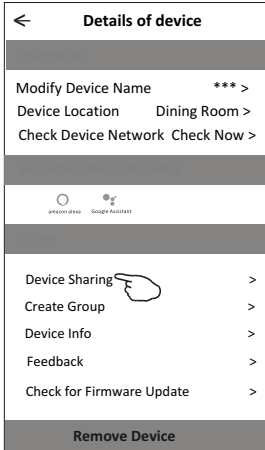 Details of device
Modify Device Name *** >
Device Location Dining Room >
Check Device Network Check Now >
amazon alexa Google Assistant
Device Sharing >
Create Group >
Device Info >
Feedback >
Check for Firmware Update >
Remove Device